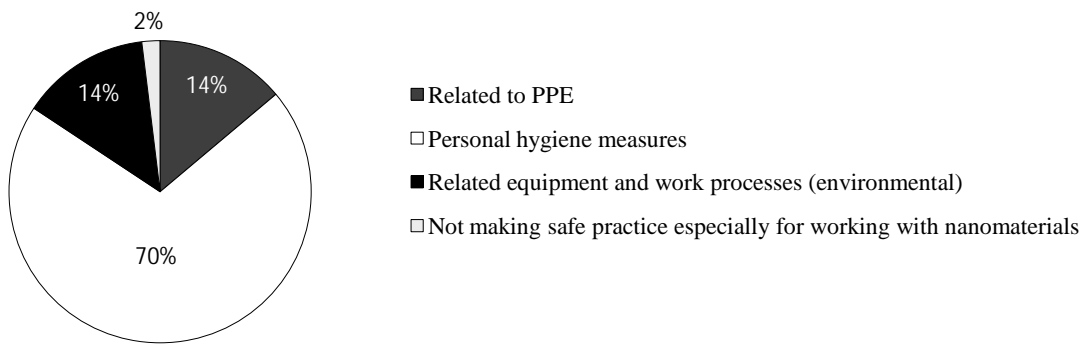 2%
14%
14%
70%
Related to PPE
Personal hygiene measures
Related equipment and work processes (environmental)
Not making safe practice especially for working with nanomaterials